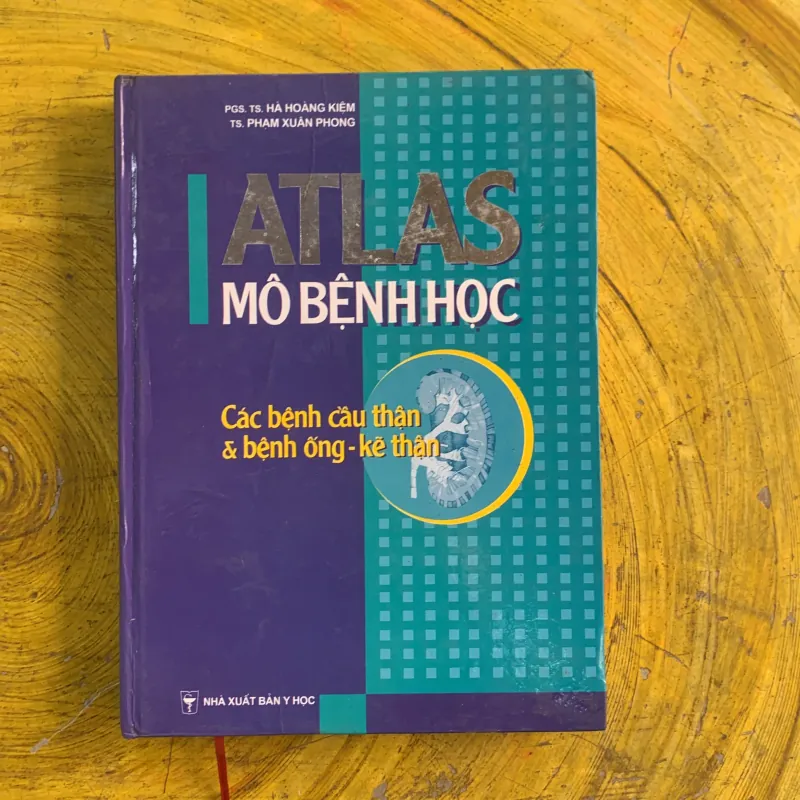 PGS. TS. HÀ HOÀNG KIỆM
TS. PHẠM XUÂN PHONG
ATLAS
MÔ BỆNH HỌC
Các bệnh cầu thận
& bệnh ống - kẽ thận
NHÀ XUẤT BẢN Y HỌC